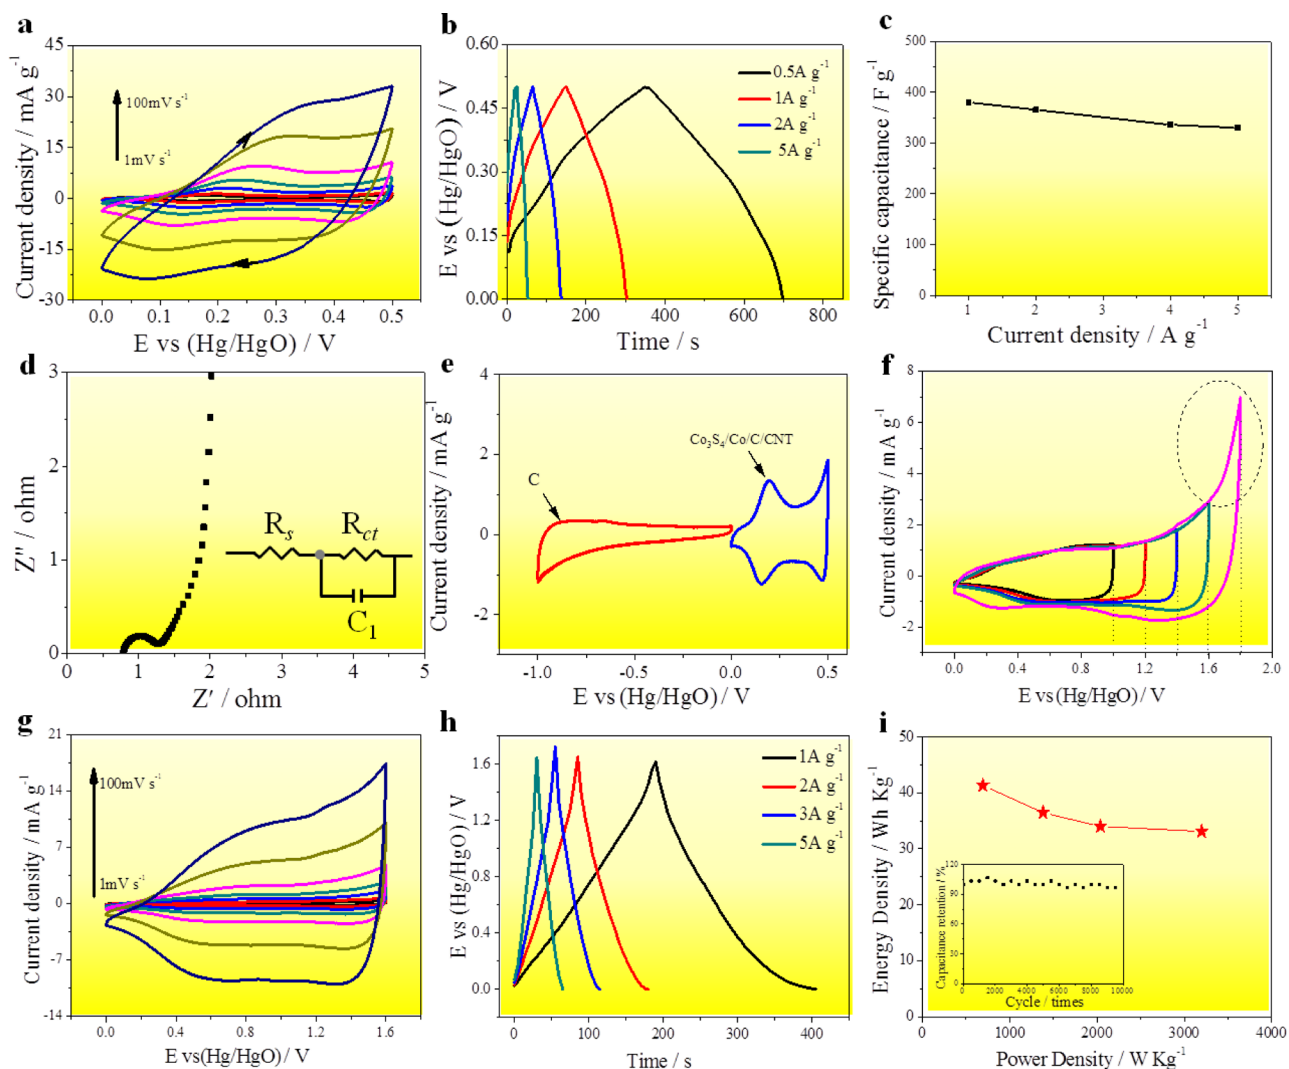 a
45
30
15
0
-15
-30
Current density / mA g-1
100mV s-1
1mV s-1
0.0 0.1 0.2 0.3 0.4 0.5
E vs (Hg/HgO) / V
b
0.60
0.45
0.30
0.15
0.00
E vs (Hg/HgO) / V
0.5A g-1
1A g-1
2A g-1
5A g-1
0 200 400 600 800
Time / s
c
500
400
300
200
100
0
Specific capacitance / F g-1
1 2 3 4 5
Current density / A g-1
d
3
2
1
0
Z″ / ohm
Rs
Rct
C1
0 1 2 3 4 5
Z′ / ohm
e
4
2
0
-2
Current density / mA g-1
C
Co3S4/Co/C/CNT
-1.0 -0.5 0.0 0.5
E vs (Hg/HgO) / V
f
8
6
4
2
0
-2
Current density / mA g-1
0.0 0.4 0.8 1.2 1.6 2.0
E vs(Hg/HgO) / V
g
21
14
7
0
-7
-14
Current density / mA g-1
100mV s-1
1mV s-1
0.0 0.4 0.8 1.2 1.6
E vs(Hg/HgO) / V
h
1.6
1.2
0.8
0.4
0.0
E vs (Hg/HgO) / V
1A g-1
2A g-1
3A g-1
5A g-1
0 100 200 300 400
Time / s
i
50
40
30
20
10
0
Energy Density / Wh Kg-1
120
90
60
30
0
Capacitance retention / %
2000 4000 6000 8000 10000
Cycle / times
0 1000 2000 3000 4000
Power Density / W Kg-1